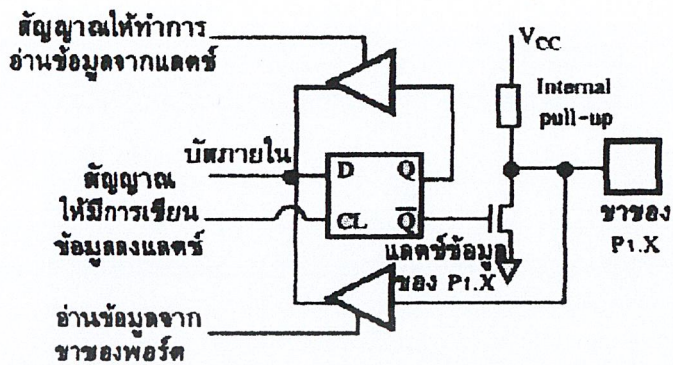 สัญญาณให้ทำการ
อ่านข้อมูลจากแลตช์
VCC
Internal
pull-up
บัสภายใน
D Q
สัญญาณ
ให้มีการเขียน
ข้อมูลลงแลตช์
CL Q̅
แลตช์ข้อมูล
ของ P1.X
ขาของ
P1.X
อ่านข้อมูลจาก
ขาของพอร์ต